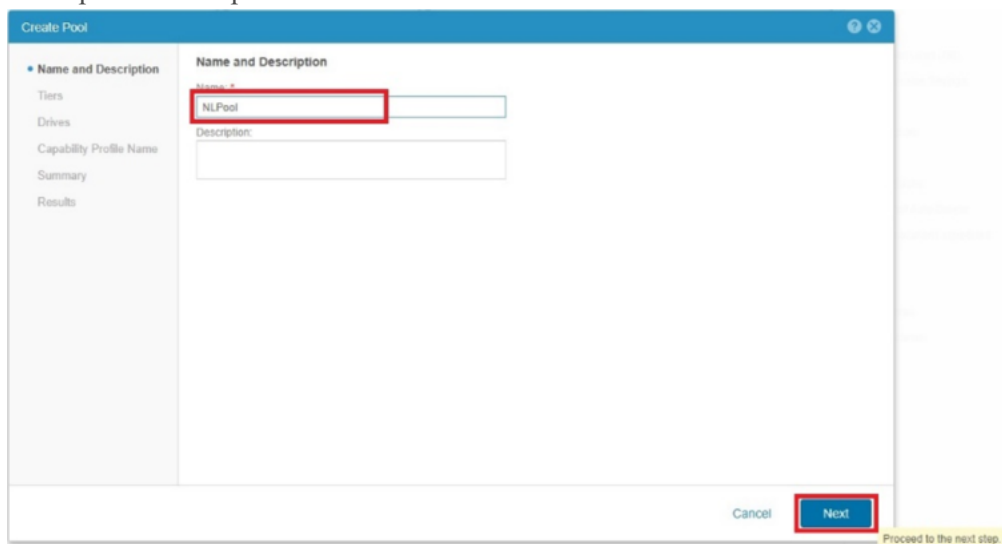 Create Pool
Name and Description
Tiers
Drives
Capability Profile Name
Summary
Results
Name and Description
Name: *
NLPool
Description:
Cancel
Next
Proceed to the next step.